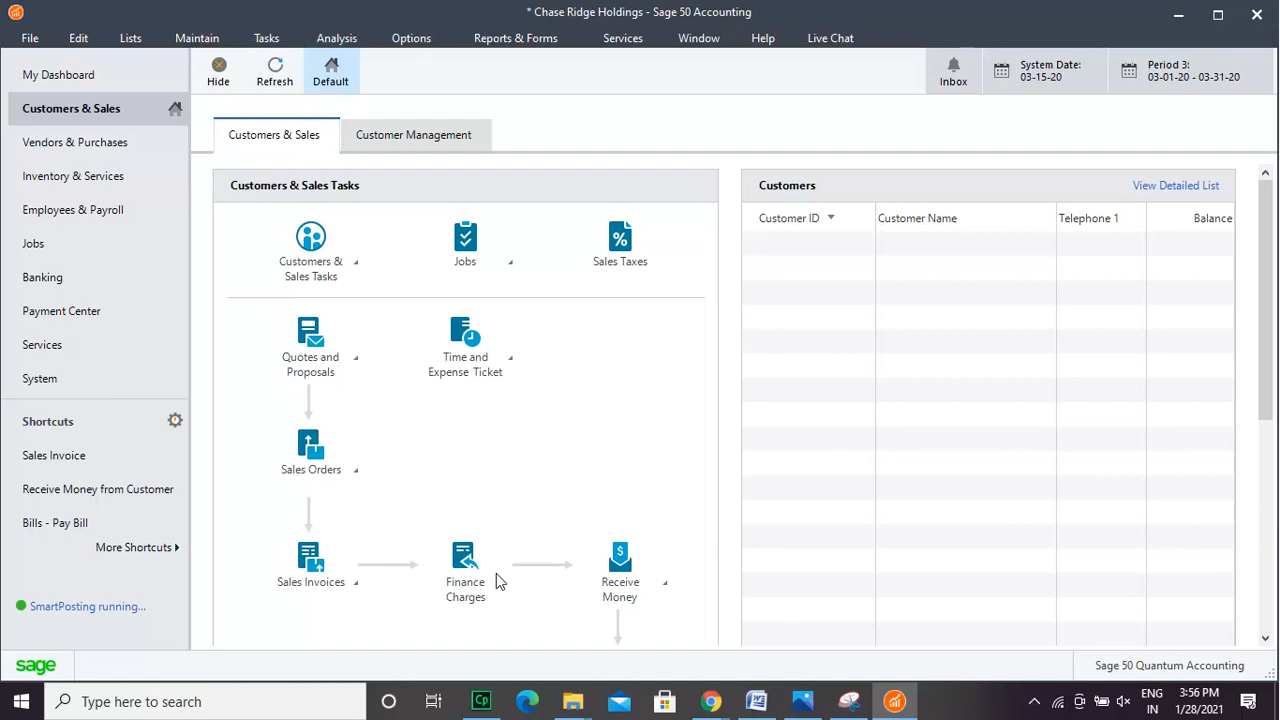 * Chase Ridge Holdings - Sage 50 Accounting
File Edit Lists Maintain Tasks Analysis Options Reports & Forms Services Window Help Live Chat
My Dashboard
Customers & Sales
Vendors & Purchases
Inventory & Services
Employees & Payroll
Jobs
Banking
Payment Center
Services
System
Shortcuts
Sales Invoice
Receive Money from Customer
Bills - Pay Bill
More Shortcuts
SmartPosting running...
Hide Refresh Default
Inbox
System Date:
03-15-20
Period 3:
03-01-20 - 03-31-20
Customers & Sales Customer Management
Customers & Sales Tasks
Customers &
Sales Tasks
Jobs
Sales Taxes
Quotes and
Proposals
Time and
Expense Ticket
Sales Orders
Sales Invoices
Finance
Charges
Receive
Money
Customers View Detailed List
Customer ID Customer Name Telephone 1 Balance
sage
Sage 50 Quantum Accounting
Type here to search
Cp
ENG
IN
3:56 PM
1/28/2021